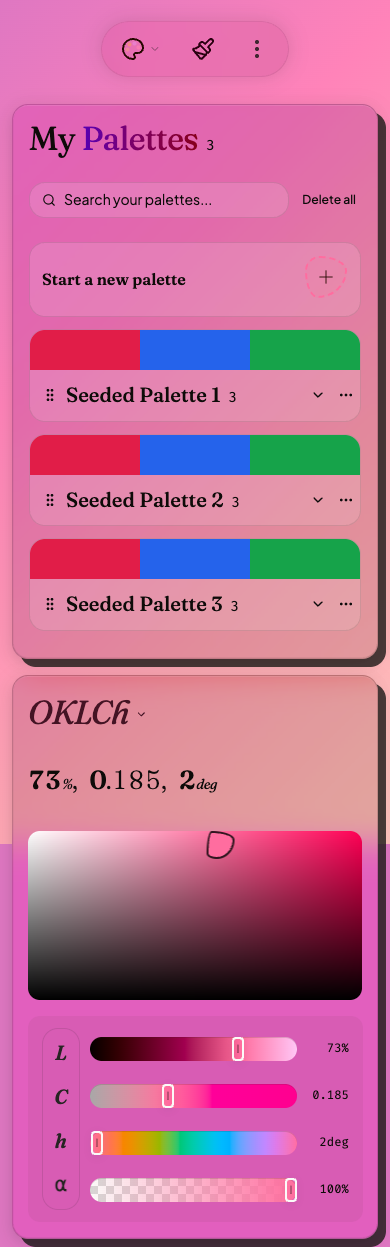 My Palettes 3
Search your palettes...
Delete all
Start a new palette
Seeded Palette 1 3
Seeded Palette 2 3
Seeded Palette 3 3
OKLCh
73%, 0.185, 2deg
L 73%
C 0.185
h 2deg
α 100%